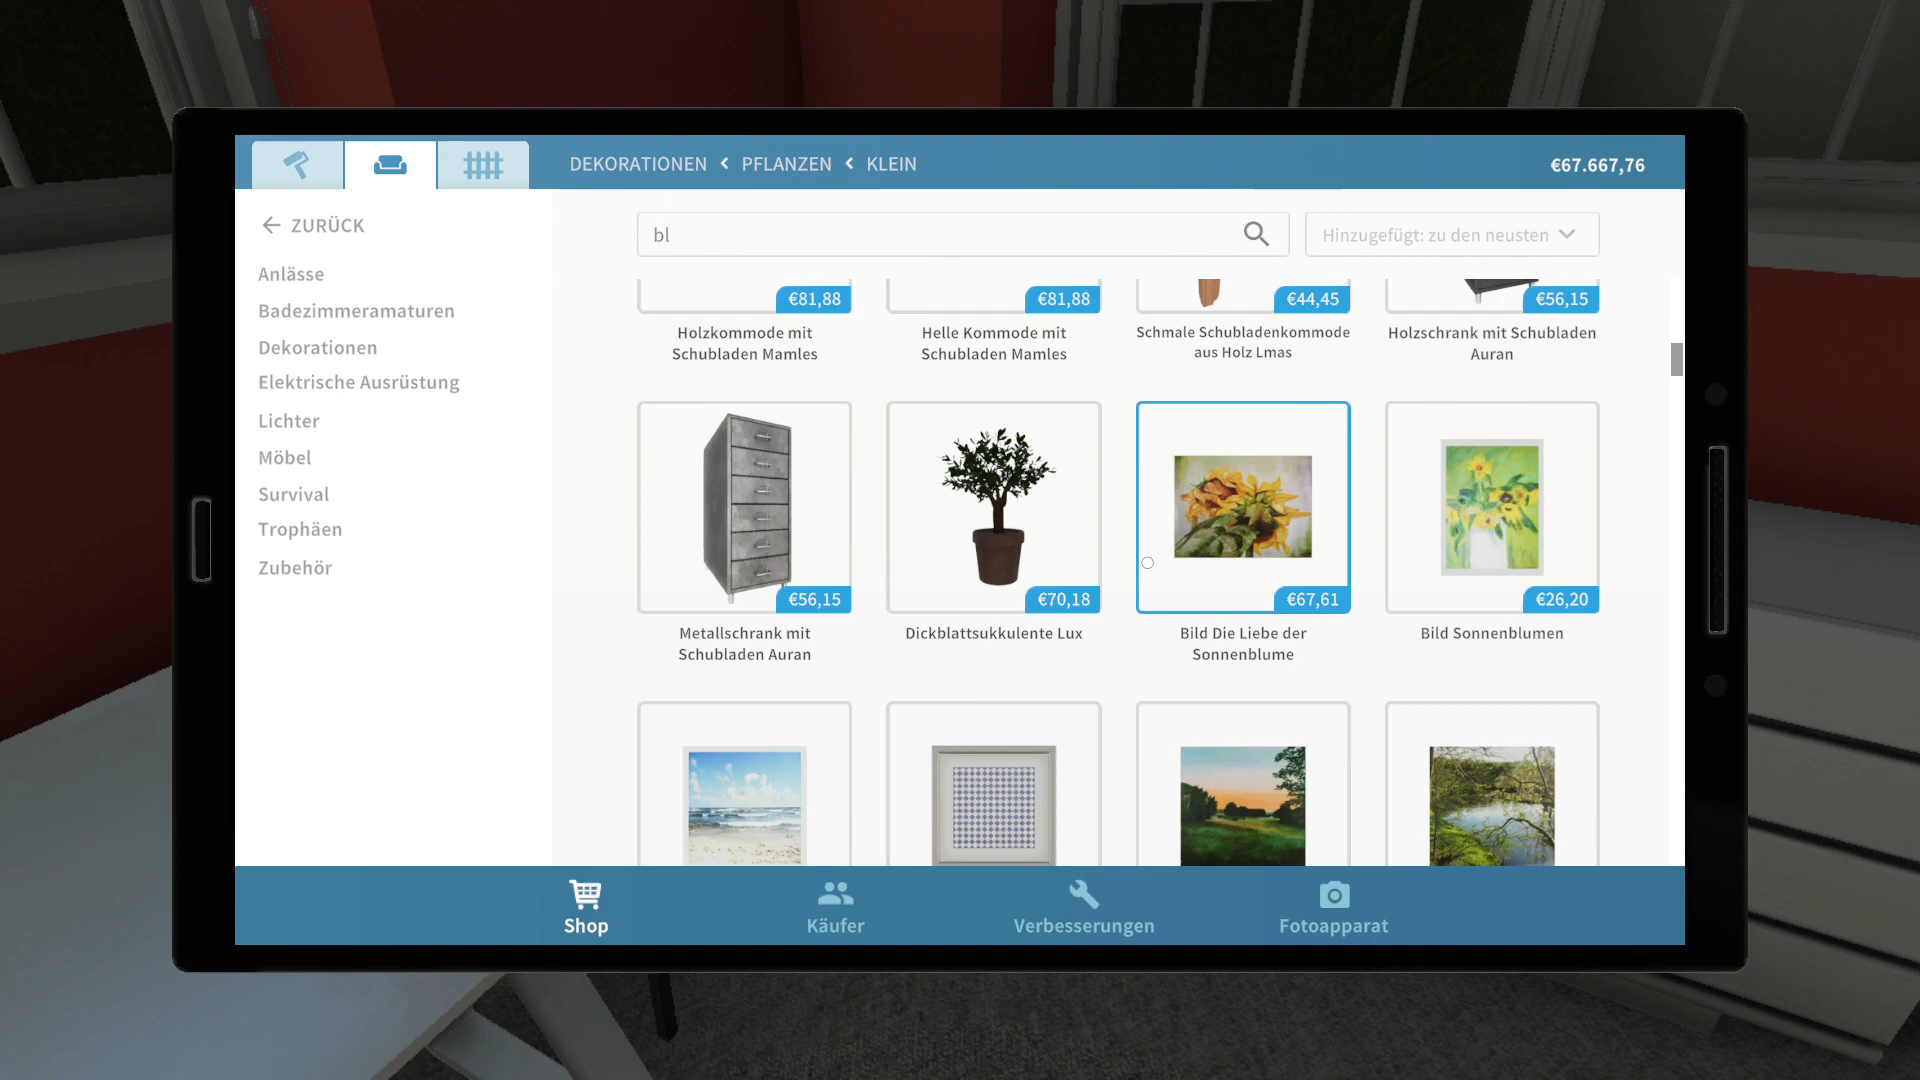 DEKORATIONEN < PFLANZEN < KLEIN
€67.667,76
← ZURÜCK
Anlässe
Badezimmeramaturen
Dekorationen
Elektrische Ausrüstung
Lichter
Möbel
Survival
Trophäen
Zubehör
bl
Hinzugefügt: zu den neusten
€81,88
€81,88
€44,45
€56,15
Holzkommode mit
Schubladen Mamles
Helle Kommode mit
Schubladen Mamles
Schmale Schubladenkommode
aus Holz Lmas
Holzschrank mit Schubladen
Auran
€56,15
€70,18
€67,61
€26,20
Metallschrank mit
Schubladen Auran
Dickblattsukkulente Lux
Bild Die Liebe der
Sonnenblume
Bild Sonnenblumen
Shop
Käufer
Verbesserungen
Fotoapparat